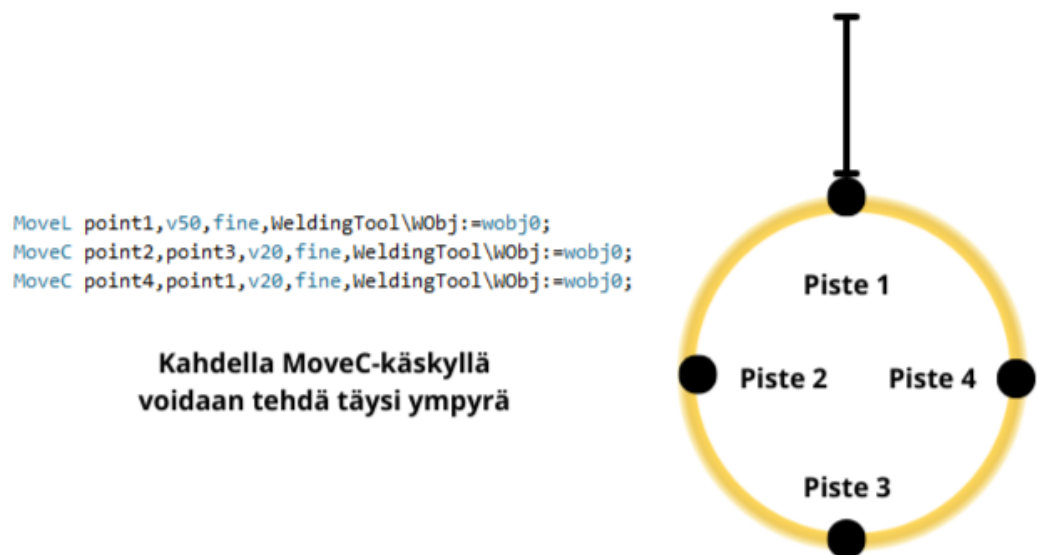 MoveL point1,v50,fine,WeldingTool\WObj:=wobj0;
MoveC point2,point3,v20,fine,WeldingTool\WObj:=wobj0;
MoveC point4,point1,v20,fine,WeldingTool\WObj:=wobj0;
Kahdella MoveC-käskyllä
voidaan tehdä täysi ympyrä
Piste 1
Piste 2
Piste 4
Piste 3